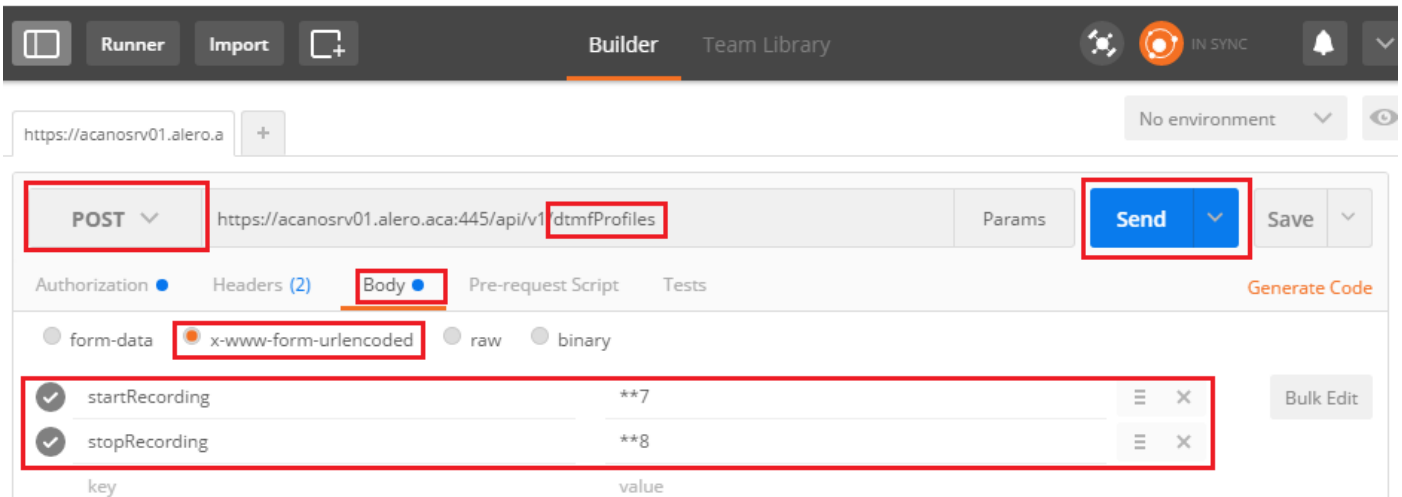 Runner Import Builder Team Library IN SYNC
https://acanosrv01.alero.a + No environment
POST https://acanosrv01.alero.aca:445/api/v1/dtmfProfiles Params Send Save
Authorization Headers (2) Body Pre-request Script Tests Generate Code
form-data x-www-form-urlencoded raw binary
startRecording **7 Bulk Edit
stopRecording **8
key value